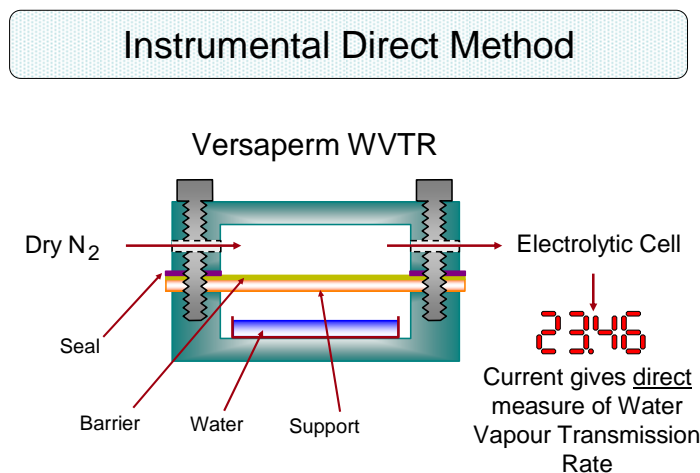 Instrumental Direct Method
Versaperm WVTR
Dry N2
Electrolytic Cell
Seal
23.46
Barrier
Water
Support
Current gives direct
measure of Water
Vapour Transmission
Rate